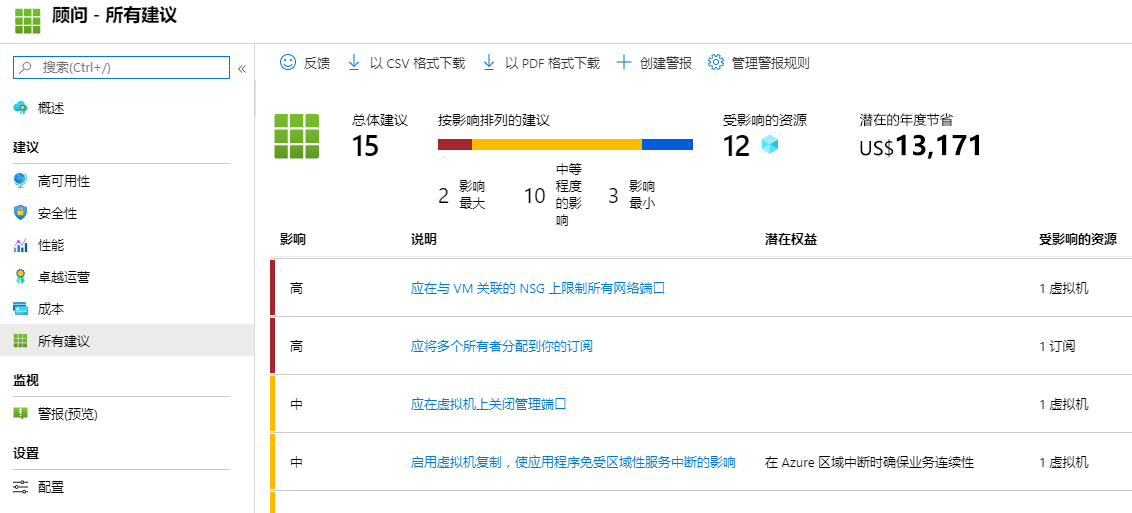 顾问 - 所有建议
搜索(Ctrl+/)
«
概述
建议
高可用性
安全性
性能
卓越运营
成本
所有建议
监视
警报(预览)
设置
配置
反馈
以 CSV 格式下载
以 PDF 格式下载
创建警报
管理警报规则
总体建议
15
按影响排列的建议
2
影响
最大
10
中等
程度
的影
响
3
影响
最小
受影响的资源
12
潜在的年度节省
US$13,171
影响 说明 潜在权益 受影响的资源
高 应在与 VM 关联的 NSG 上限制所有网络端口 1 虚拟机
高 应将多个所有者分配到你的订阅 1 订阅
中 应在虚拟机上关闭管理端口 1 虚拟机
中 启用虚拟机复制，使应用程序免受区域性服务中断的影响 在 Azure 区域中断时确保业务连续性 1 虚拟机